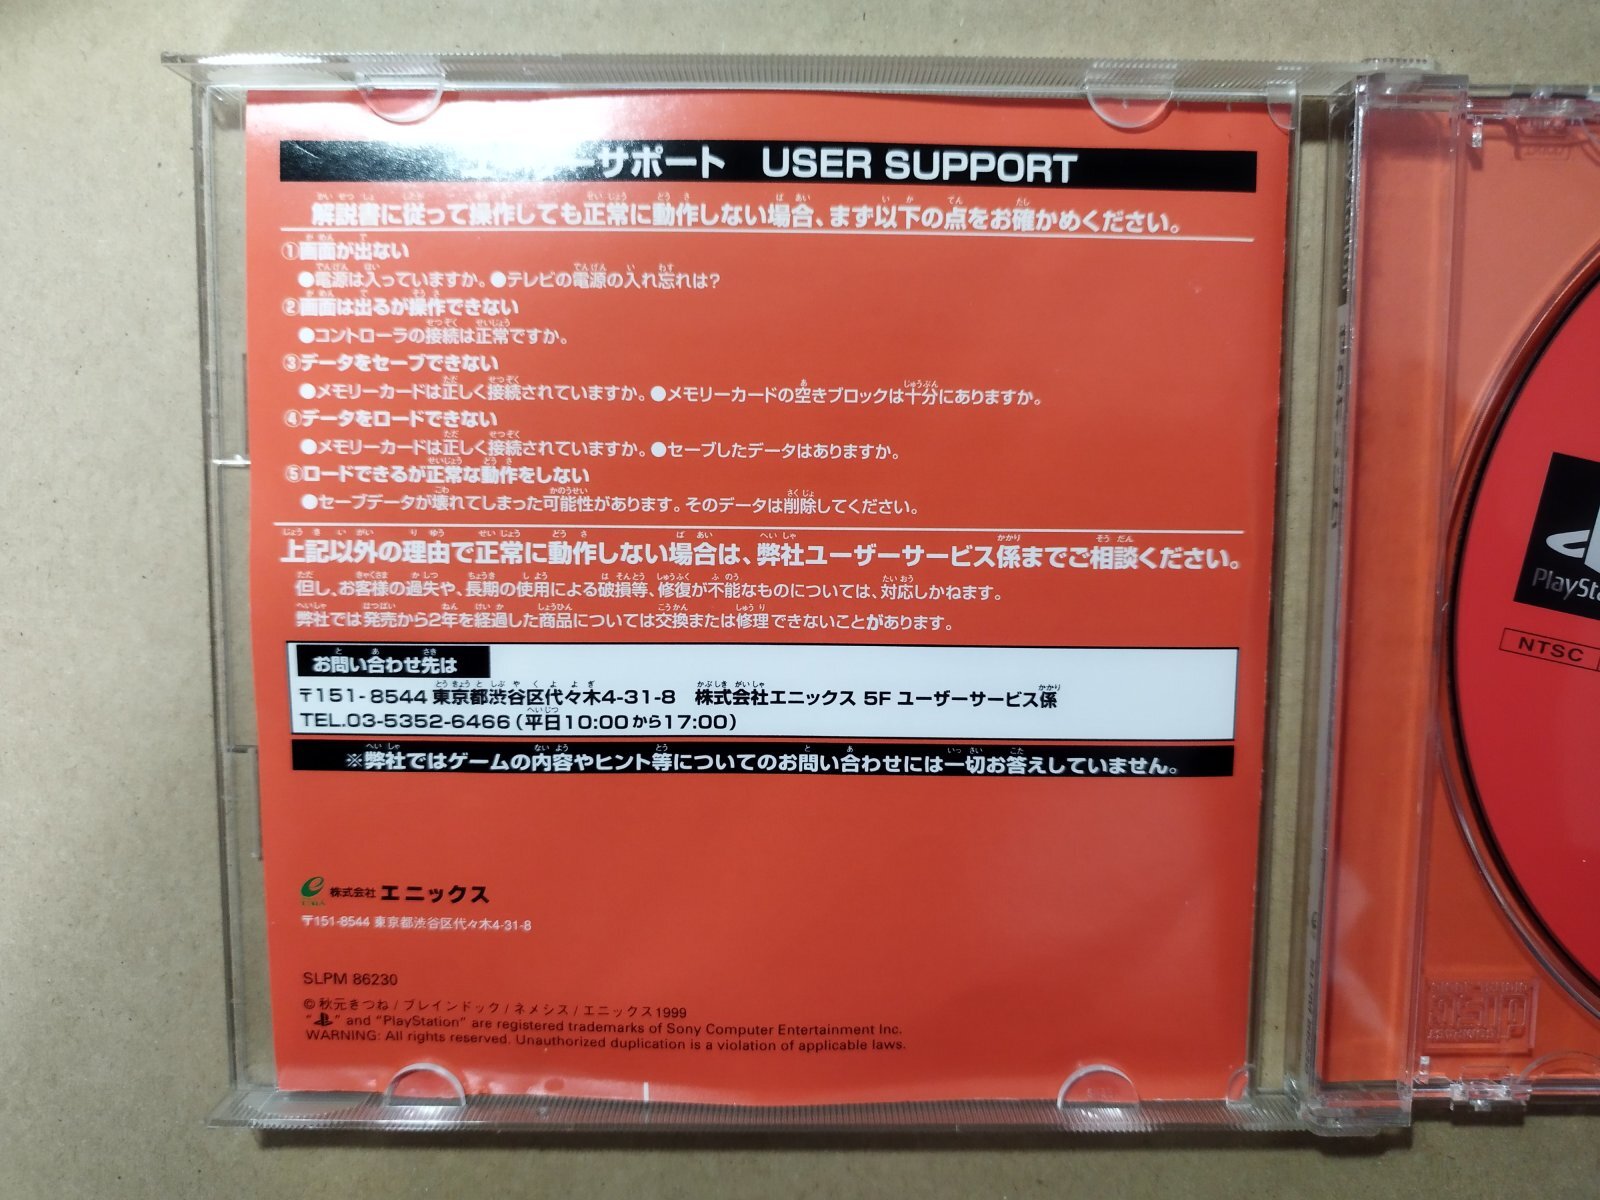 ーサポート　USER SUPPORT
解説書に従って操作しても正常に動作しない場合、まず以下の点をお確かめください。
①画面が出ない
●電源は入っていますか。●テレビの電源の入れ忘れは?
②画面は出るが操作できない
●コントローラの接続は正常ですか。
③データをセーブできない
●メモリーカードは正しく接続されていますか。●メモリーカードの空きブロックは十分にありますか。
④データをロードできない
●メモリーカードは正しく接続されていますか。●セーブしたデータはありますか。
⑤ロードできるが正常な動作をしない
●セーブデータが壊れてしまった可能性があります。そのデータは削除してください。
上記以外の理由で正常に動作しない場合は、弊社ユーザーサービス係までご相談ください。
但し、お客様の過失や、長期の使用による破損等、修復が不能なものについては、対応しかねます。
弊社では発売から2年を経過した商品については交換または修理できないことがあります。
お問い合わせ先は
〒151-8544 東京都渋谷区代々木4-31-8　株式会社エニックス 5F ユーザーサービス係
TEL.03-5352-6466（平日10:00から17:00）
※弊社ではゲームの内容やヒント等についてのお問い合わせには一切お答えしていません。
株式会社エニックス
〒151-8544 東京都渋谷区代々木4-31-8
SLPM 86230
©秋元きつね/ブレインドック/ネメシス/エニックス1999
"" and "PlayStation" are registered trademarks of Sony Computer Entertainment Inc.
WARNING: All rights reserved. Unauthorized duplication is a violation of applicable laws.
PlaySta
NTSC